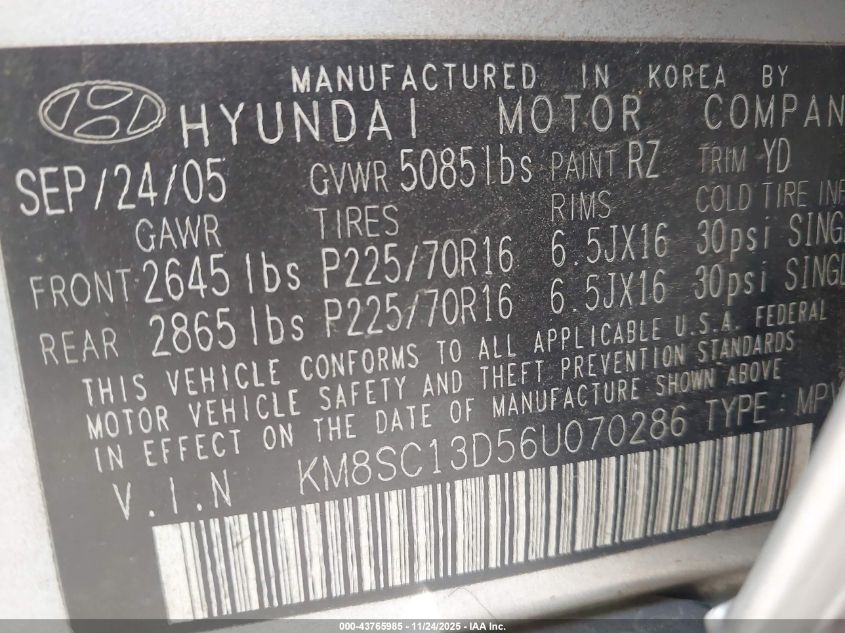 MANUFACTURED IN KOREA BY
HYUNDAI MOTOR COMPAN
SEP/24/05 GVWR 5085lbs PAINT RZ TRIM YD
GAWR TIRES RIMS COLD TIRE INF
FRONT 2645lbs P225/70R16 6.5JX16 30psi SINGL
REAR 2865lbs P225/70R16 6.5JX16 30psi SINGL
THIS VEHICLE CONFORMS TO ALL APPLICABLE U.S.A. FEDERAL
MOTOR VEHICLE SAFETY AND THEFT PREVENTION STANDARDS
IN EFFECT ON THE DATE OF MANUFACTURE SHOWN ABOVE
V.I.N KM8SC13D56U070286 TYPE : MPV
000-43765985 - 11/24/2025 - IAA Inc.